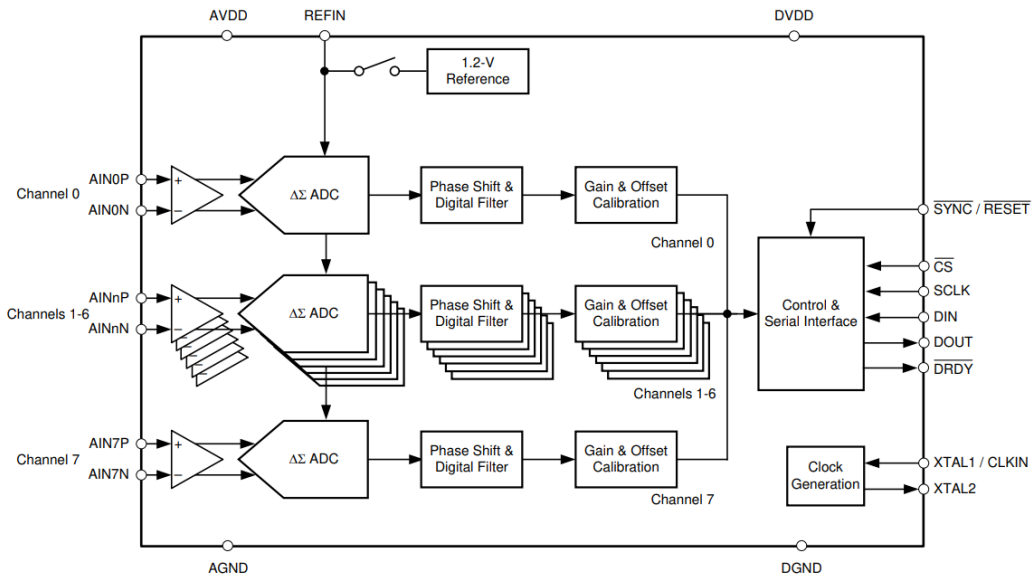 AVDD
REFIN
DVDD
1.2-V
Reference
AIN0P
Channel 0
AIN0N
+
−
ΔΣ ADC
Phase Shift &
Digital Filter
Gain & Offset
Calibration
Channel 0
SYNC / RESET
AINnP
Channels 1-6
AINnN
+
−
−
−
−
−
−
ΔΣ ADC
Phase Shift &
Digital Filter
Gain & Offset
Calibration
Channels 1-6
Control &
Serial Interface
CS
SCLK
DIN
DOUT
DRDY
AIN7P
Channel 7
AIN7N
+
−
ΔΣ ADC
Phase Shift &
Digital Filter
Gain & Offset
Calibration
Channel 7
Clock
Generation
XTAL1 / CLKIN
XTAL2
AGND
DGND